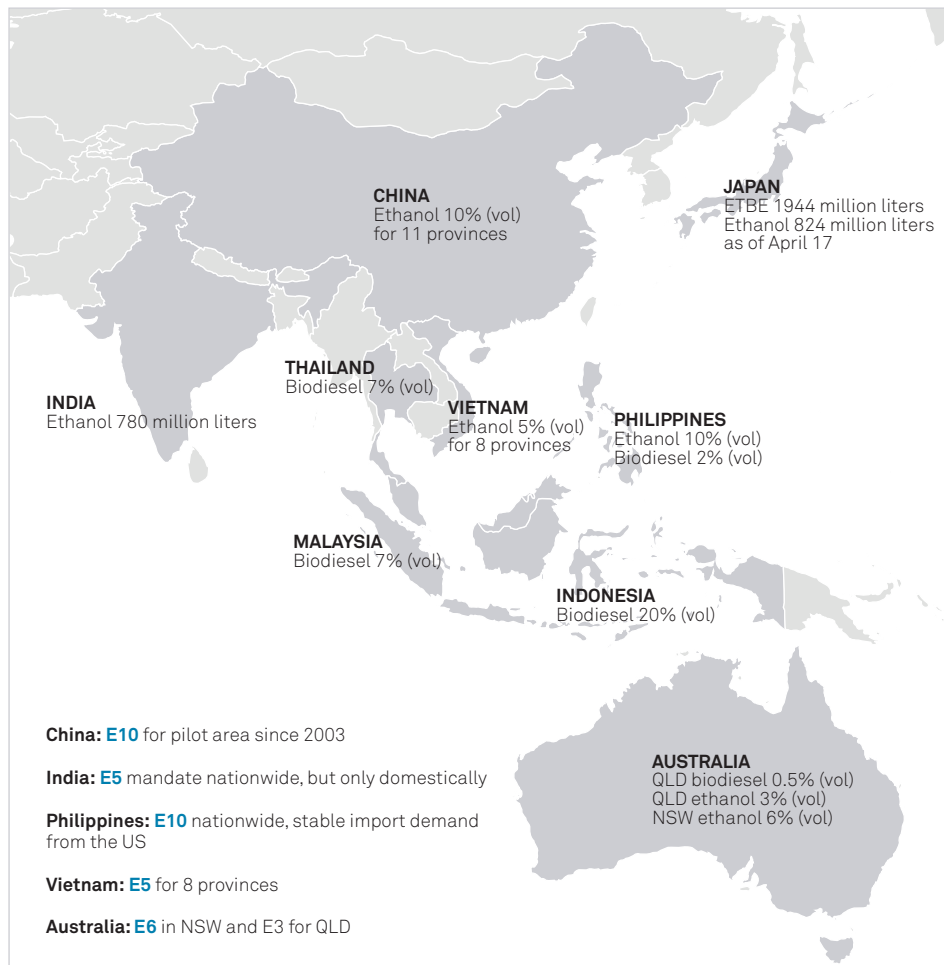 CHINA
Ethanol 10% (vol)
for 11 provinces
JAPAN
ETBE 1944 million liters
Ethanol 824 million liters
as of April 17
THAILAND
Biodiesel 7% (vol)
INDIA
Ethanol 780 million liters
VIETNAM
Ethanol 5% (vol)
for 8 provinces
PHILIPPINES
Ethanol 10% (vol)
Biodiesel 2% (vol)
MALAYSIA
Biodiesel 7% (vol)
INDONESIA
Biodiesel 20% (vol)
AUSTRALIA
QLD biodiesel 0.5% (vol)
QLD ethanol 3% (vol)
NSW ethanol 6% (vol)
China: E10 for pilot area since 2003
India: E5 mandate nationwide, but only domestically
Philippines: E10 nationwide, stable import demand
from the US
Vietnam: E5 for 8 provinces
Australia: E6 in NSW and E3 for QLD